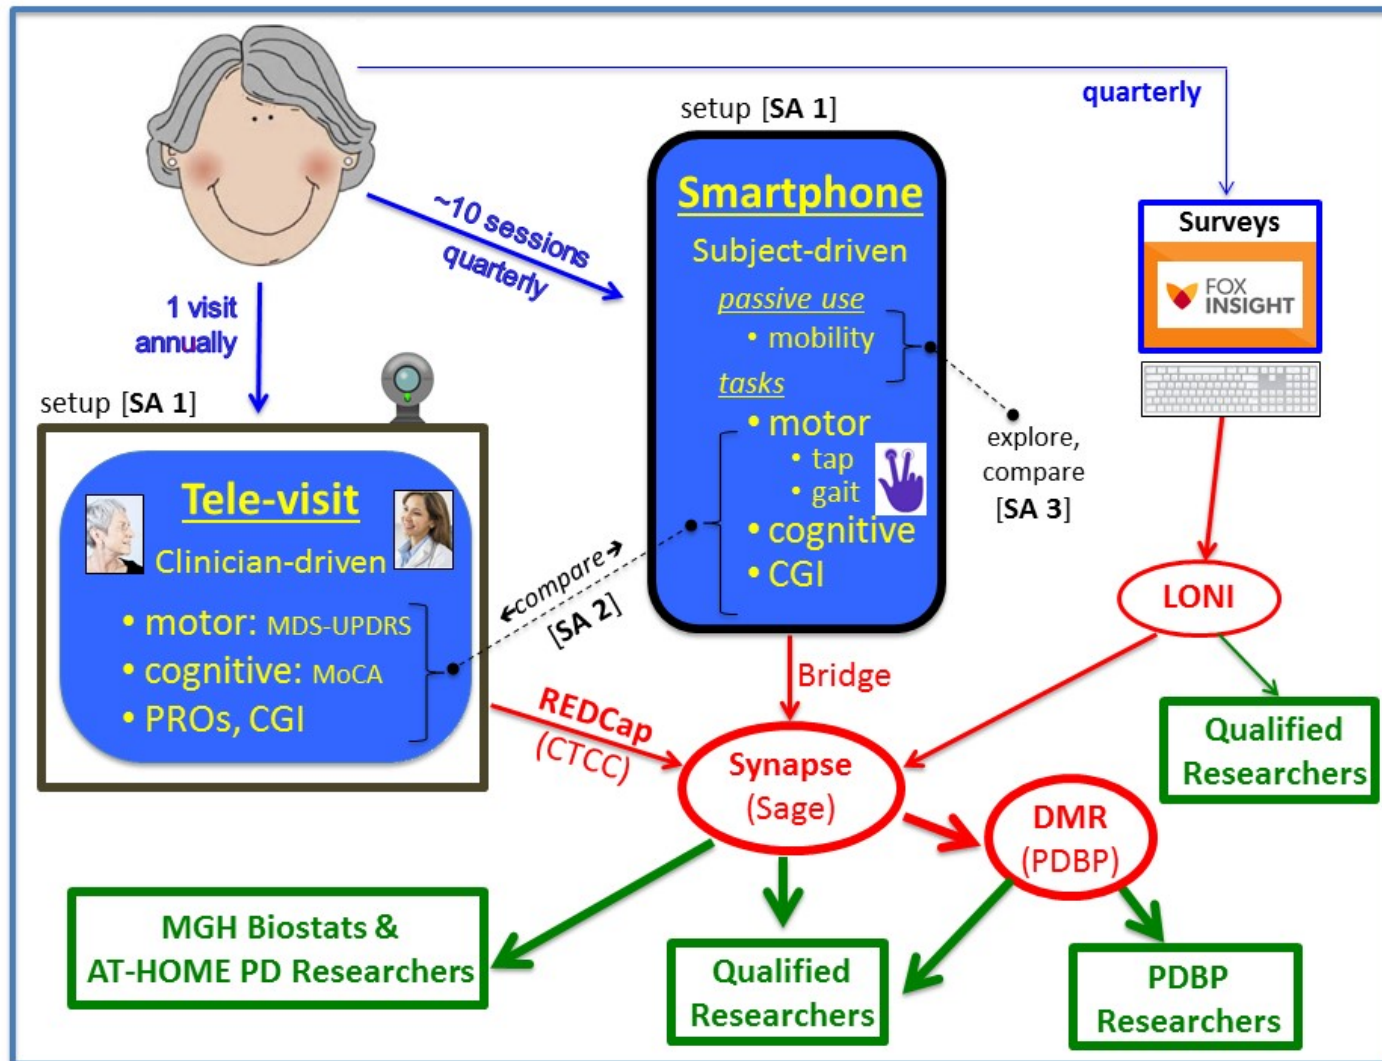 quarterly
setup [SA 1]
~10 sessions
quarterly
1 visit
annually
Smartphone
Subject-driven
passive use
• mobility
tasks
• motor
• tap
• gait
• cognitive
• CGI
Surveys
FOX
INSIGHT
explore,
compare
[SA 3]
setup [SA 1]
Tele-visit
Clinician-driven
• motor: MDS-UPDRS
• cognitive: MoCA
• PROs, CGI
compare
[SA 2]
LONI
Bridge
REDCap
(CTCC)
Synapse
(Sage)
Qualified
Researchers
DMR
(PDBP)
MGH Biostats &
AT-HOME PD Researchers
Qualified
Researchers
PDBP
Researchers